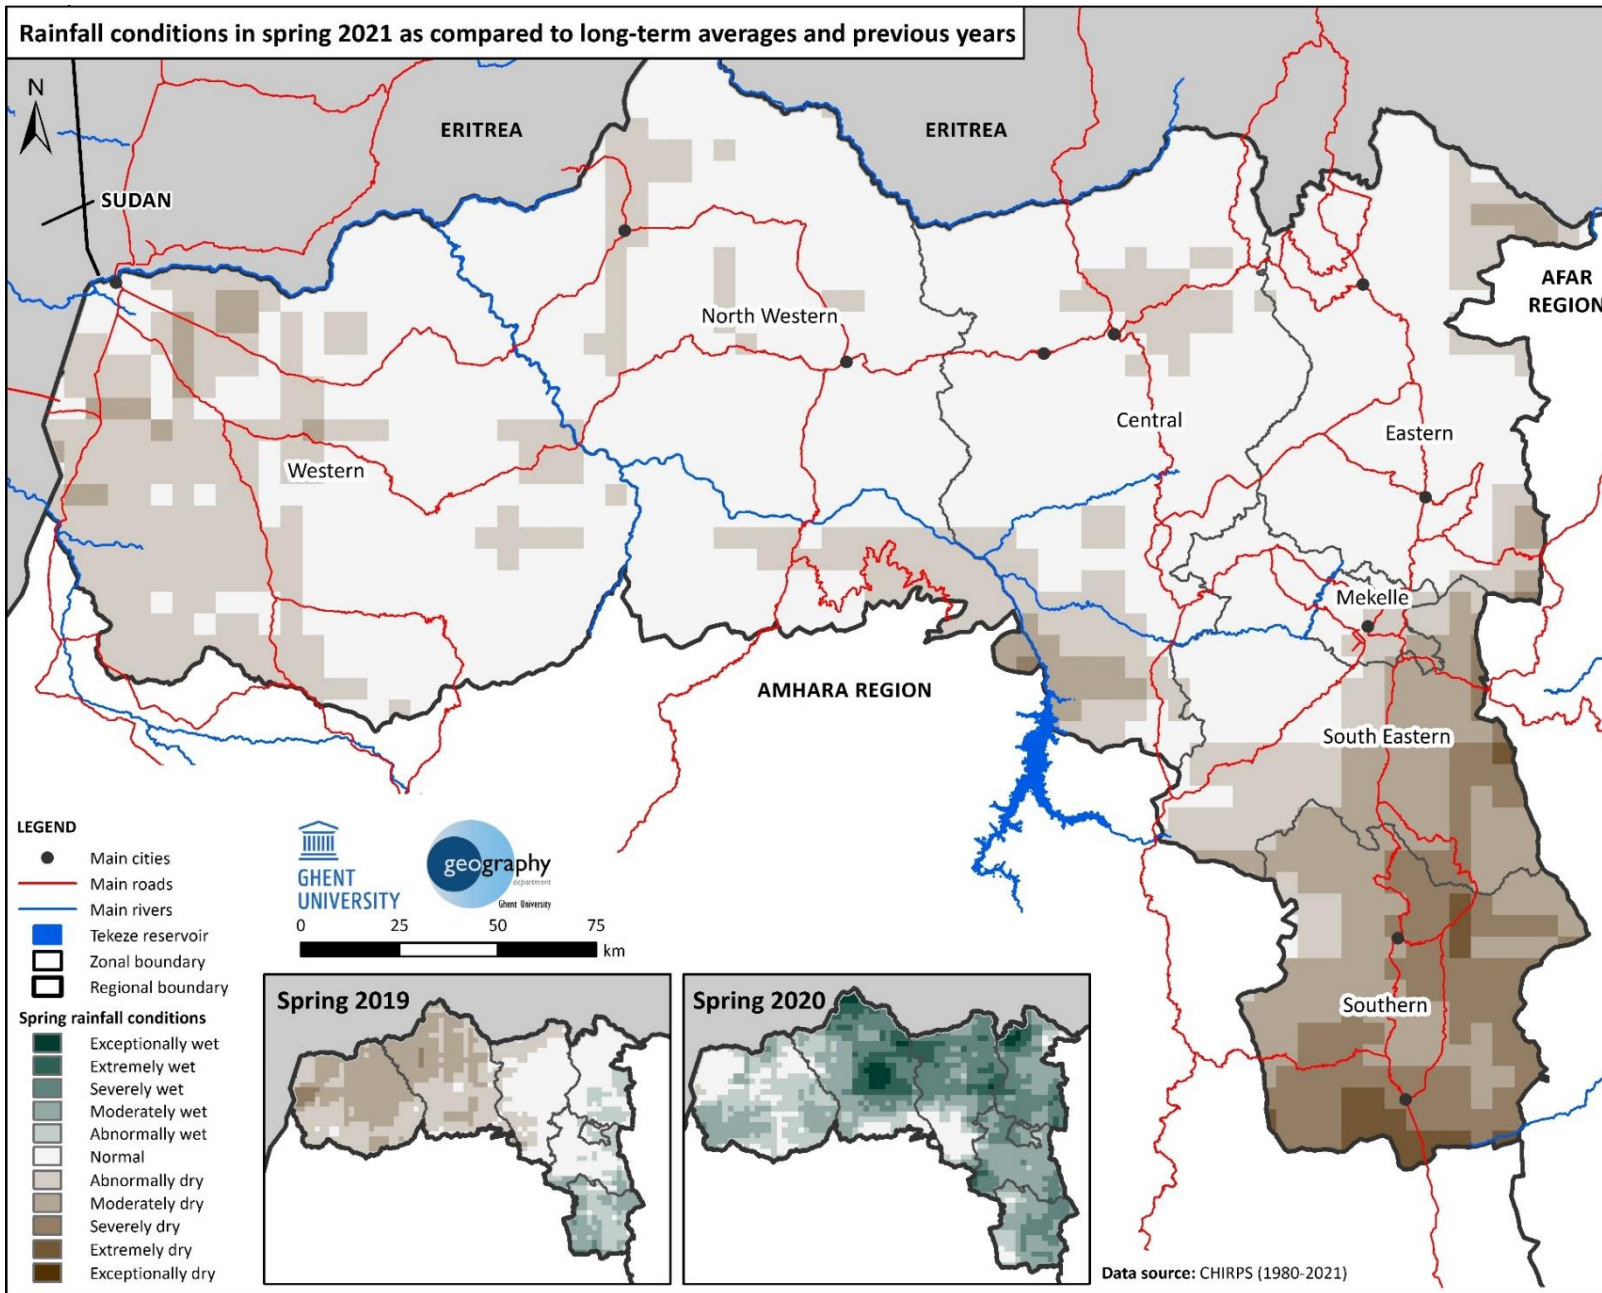 Rainfall conditions in spring 2021 as compared to long-term averages and previous years
N
ERITREA
ERITREA
SUDAN
AFAR
REGION
North Western
Central
Eastern
Western
Mekelle
AMHARA REGION
South Eastern
Southern
LEGEND
Main cities
Main roads
Main rivers
Tekeze reservoir
Zonal boundary
Regional boundary
Spring rainfall conditions
Exceptionally wet
Extremely wet
Severely wet
Moderately wet
Abnormally wet
Normal
Abnormally dry
Moderately dry
Severely dry
Extremely dry
Exceptionally dry
GHENT
UNIVERSITY
geography
department
Ghent University
0 25 50 75
km
Spring 2019
Spring 2020
Data source: CHIRPS (1980-2021)